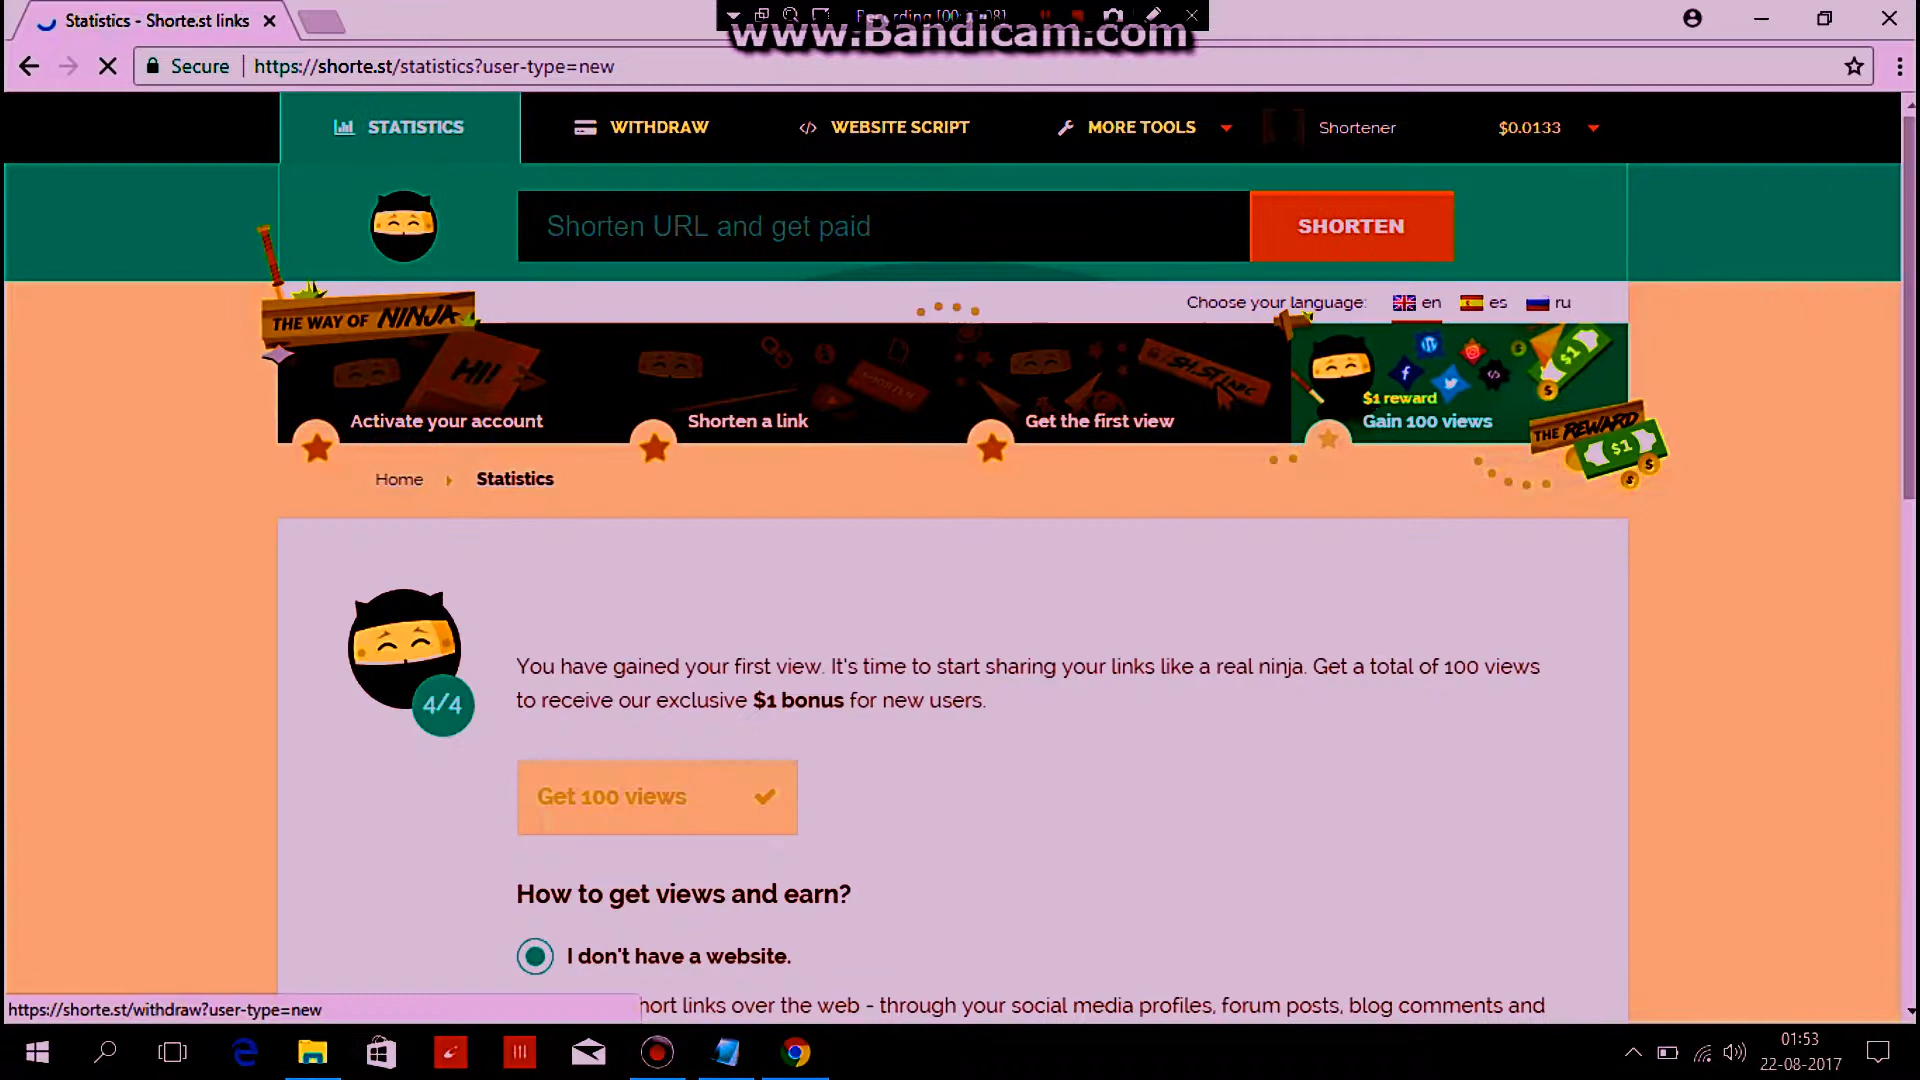 Statistics - Shorte.st links
www.Bandicam.com
Secure
https://shorte.st/statistics?user-type=new
STATISTICS
WITHDRAW
WEBSITE SCRIPT
MORE TOOLS
Shortener
$0.0133
Shorten URL and get paid
SHORTEN
Choose your language:
en
es
ru
THE WAY OF NINJA
HI!
$1
$1 reward
Activate your account
Shorten a link
Get the first view
Gain 100 views
THE REWARD
$1
Home
Statistics
4/4
You have gained your first view. It's time to start sharing your links like a real ninja. Get a total of 100 views
to receive our exclusive $1 bonus for new users.
Get 100 views
How to get views and earn?
I don't have a website.
hort links over the web - through your social media profiles, forum posts, blog comments and
https://shorte.st/withdraw?user-type=new
01:53
22-08-2017